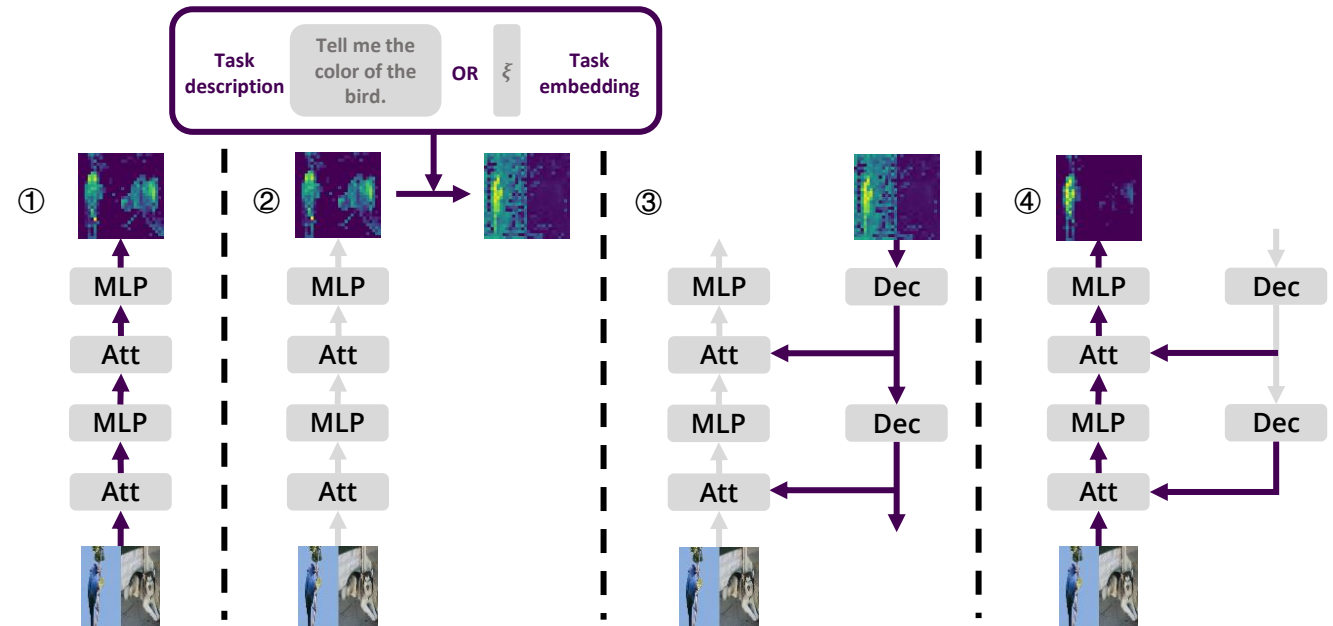 Task
description
Tell me the
color of the
bird.
OR
ξ
Task
embedding
①
MLP
Att
MLP
Att
②
MLP
Att
MLP
Att
③
MLP
Att
MLP
Att
Dec
Dec
④
MLP
Att
MLP
Att
Dec
Dec